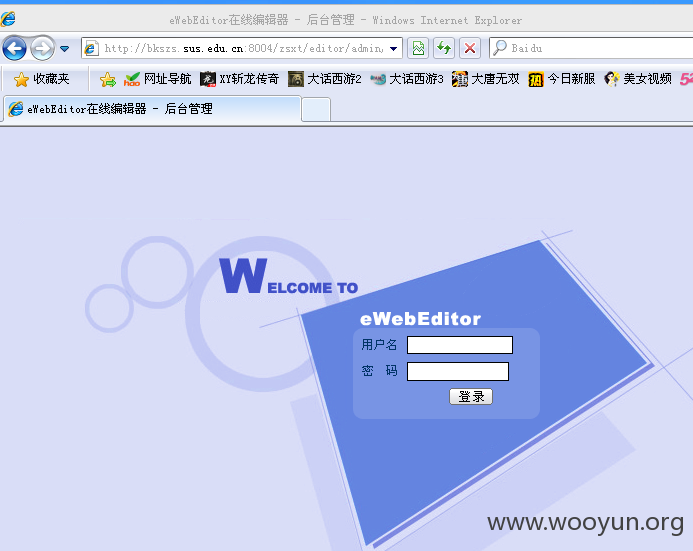 eWebEditor在线编辑器 - 后台管理 - Windows Internet Explorer
http://bkszs.sus.edu.cn:8004/zsxt/editor/admin/
Baidu
收藏夹 网址导航 XY斩龙传奇 大话西游2 大话西游3 大唐无双 今日新服 美女视频
eWebEditor在线编辑器 - 后台管理
WELCOME TO
eWebEditor
用户名
密 码
登录
www.wooyun.org